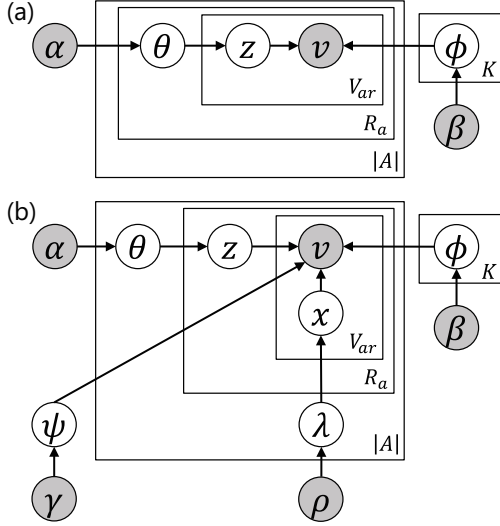 (a)
α θ z v ϕ
V_ar K
R_a β
|A|
(b)
α θ z v ϕ
K
x
V_ar β
R_a
ψ λ |A|
γ ρ